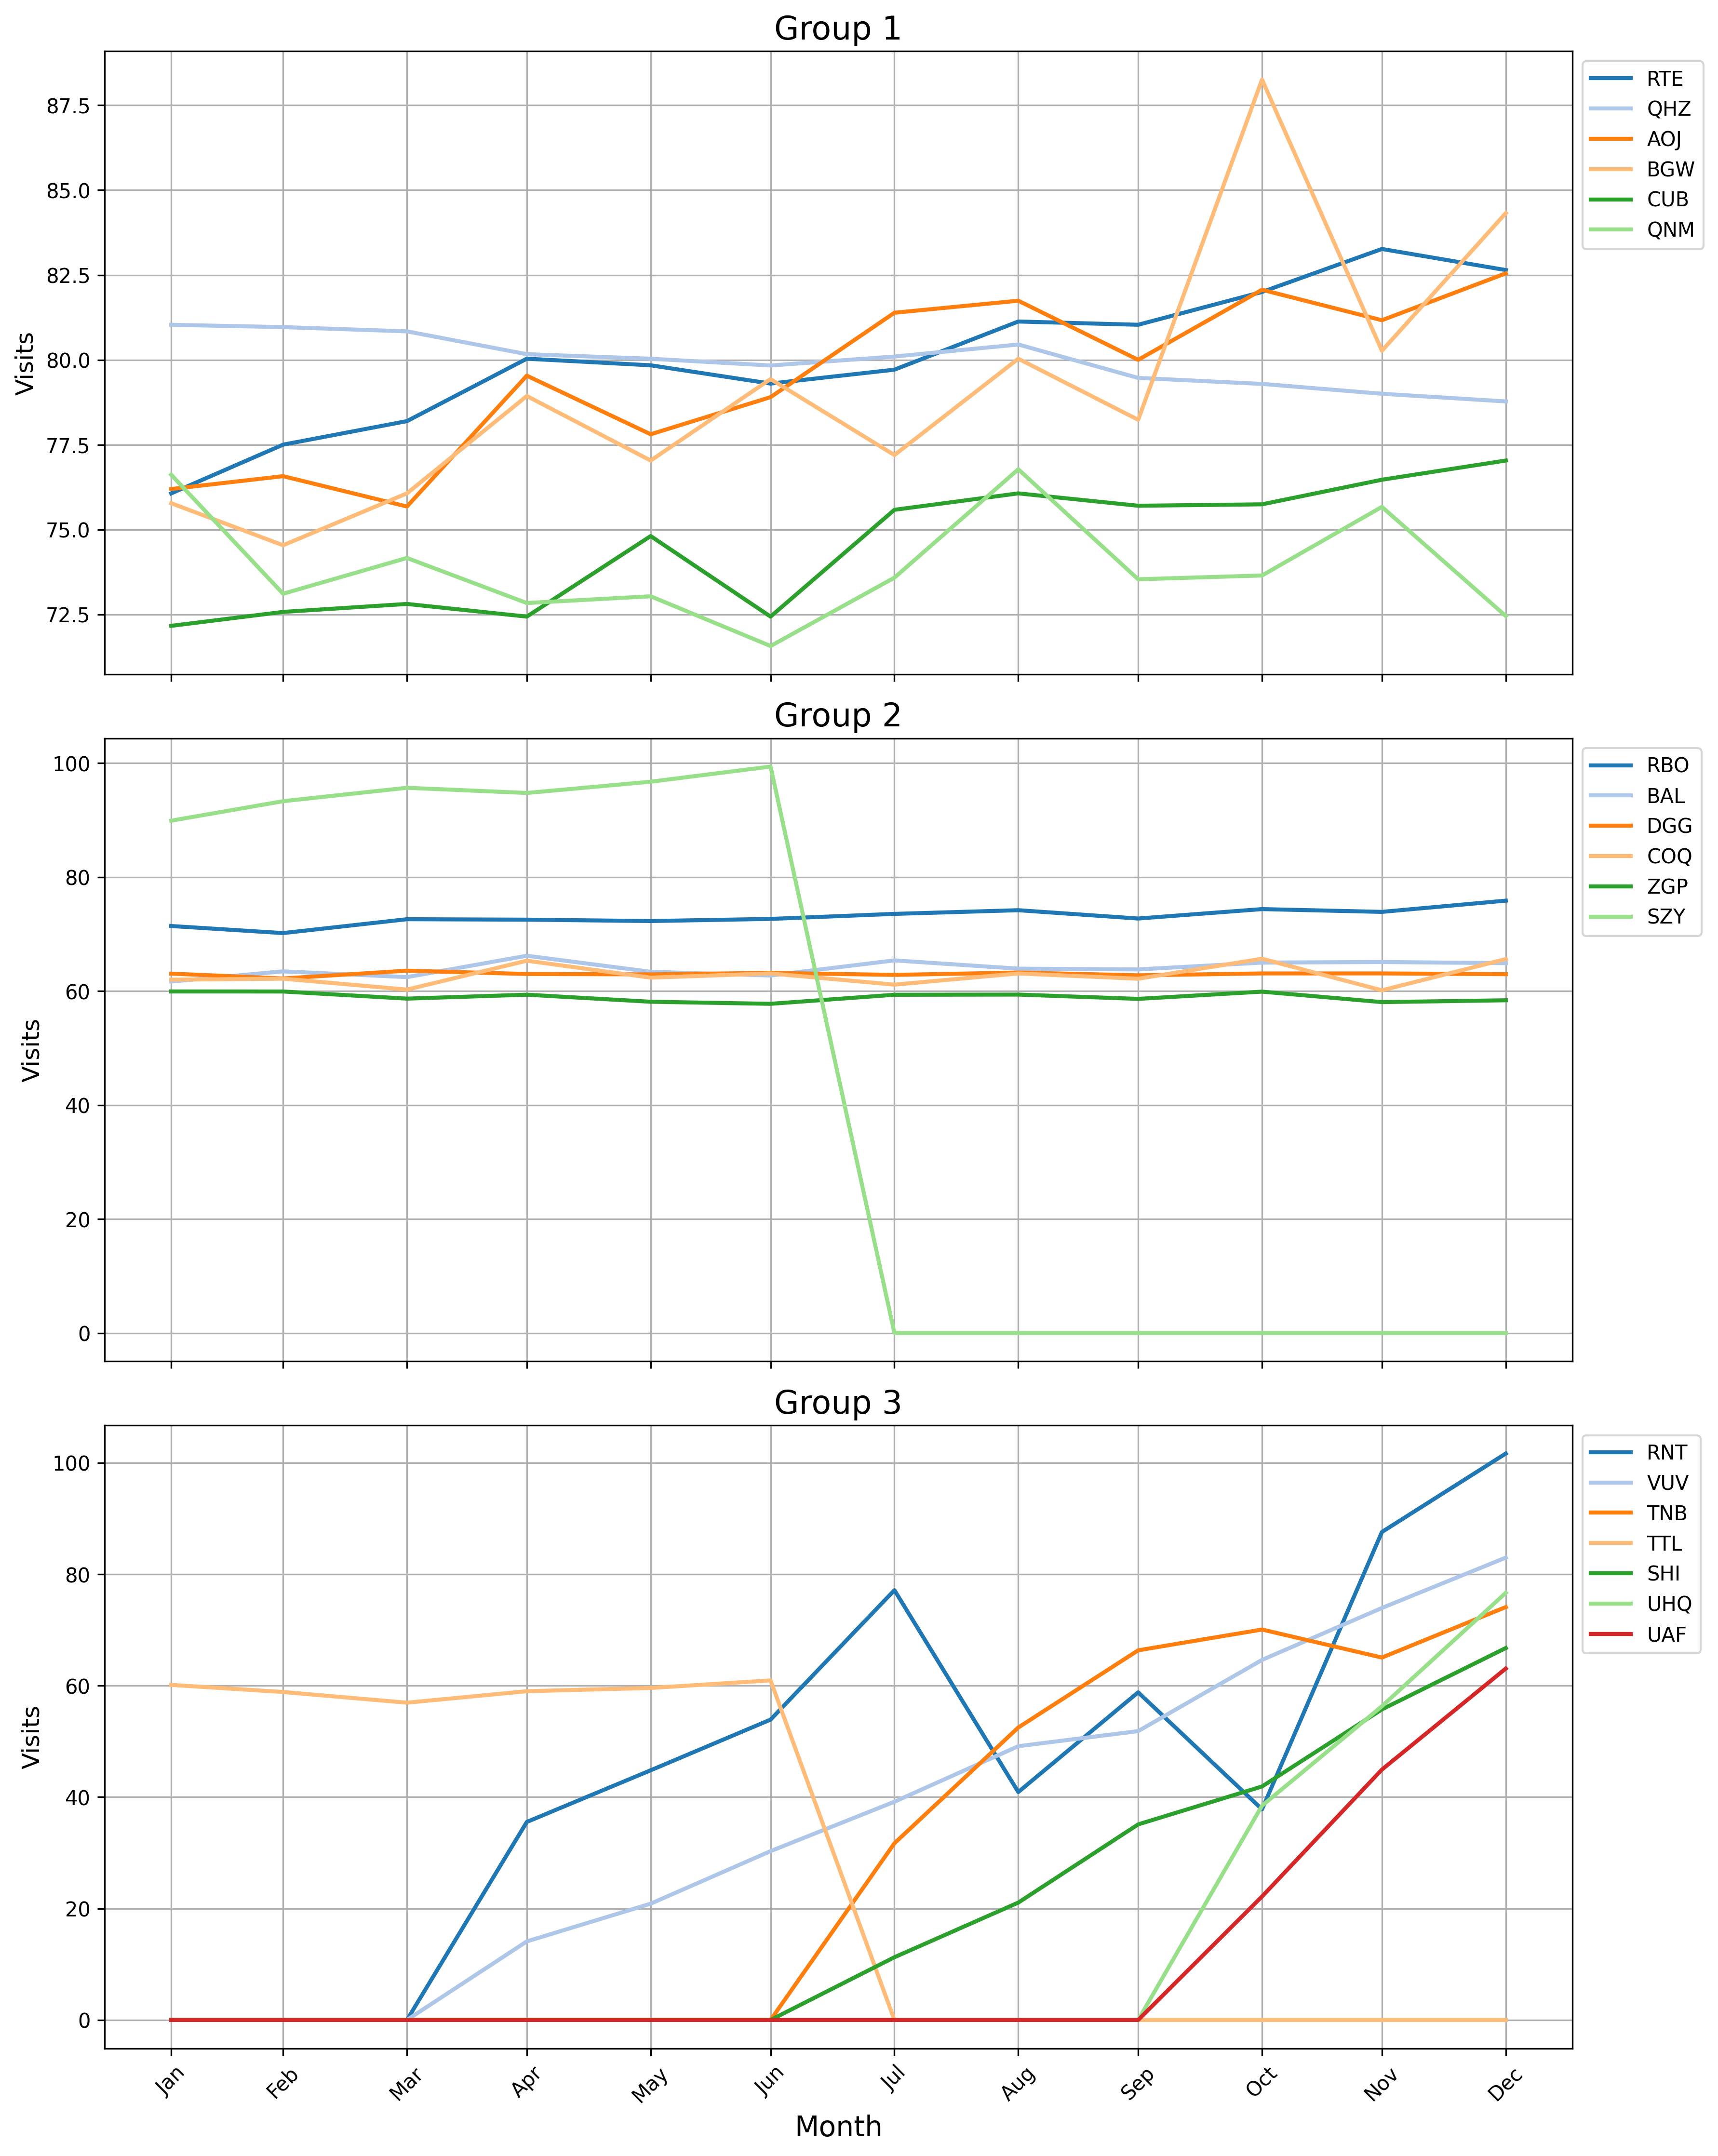 Group 1
Visits
87.5
85.0
82.5
80.0
77.5
75.0
72.5
RTE
QHZ
AOJ
BGW
CUB
QNM
Group 2
Visits
100
80
60
40
20
0
RBO
BAL
DGG
COQ
ZGP
SZY
Group 3
Visits
100
80
60
40
20
0
RNT
VUV
TNB
TTL
SHI
UHQ
UAF
Jan Feb Mar Apr May Jun Jul Aug Sep Oct Nov Dec
Month